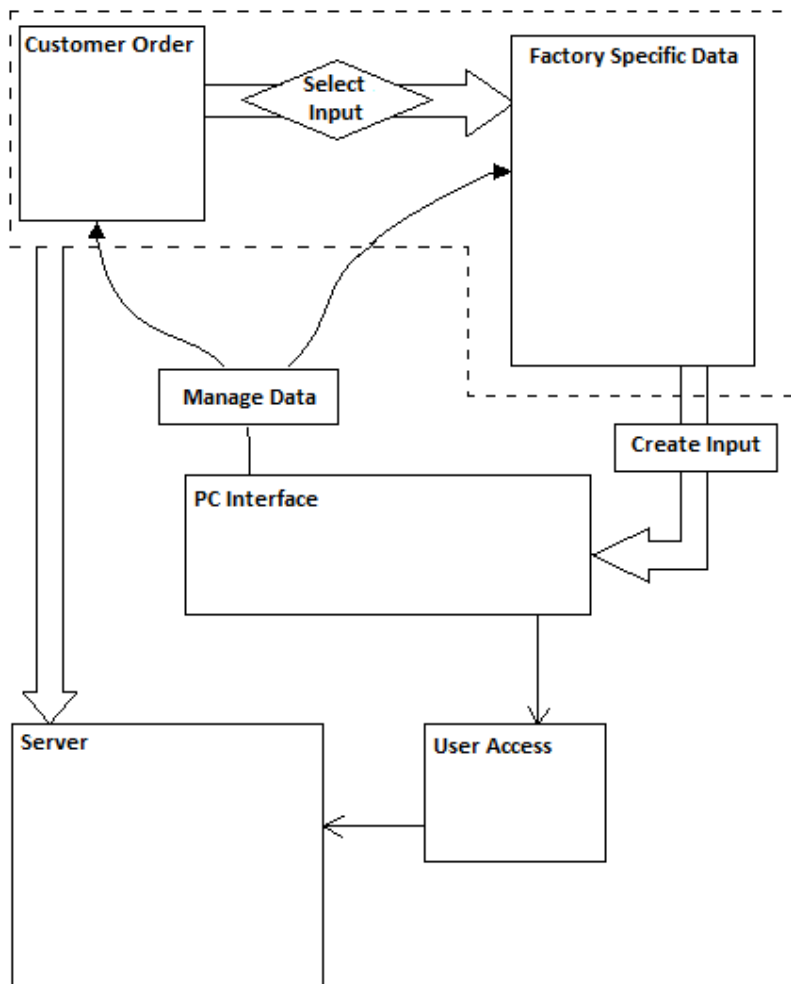 Customer Order
Select
Input
Factory Specific Data
Manage Data
Create Input
PC Interface
Server
User Access